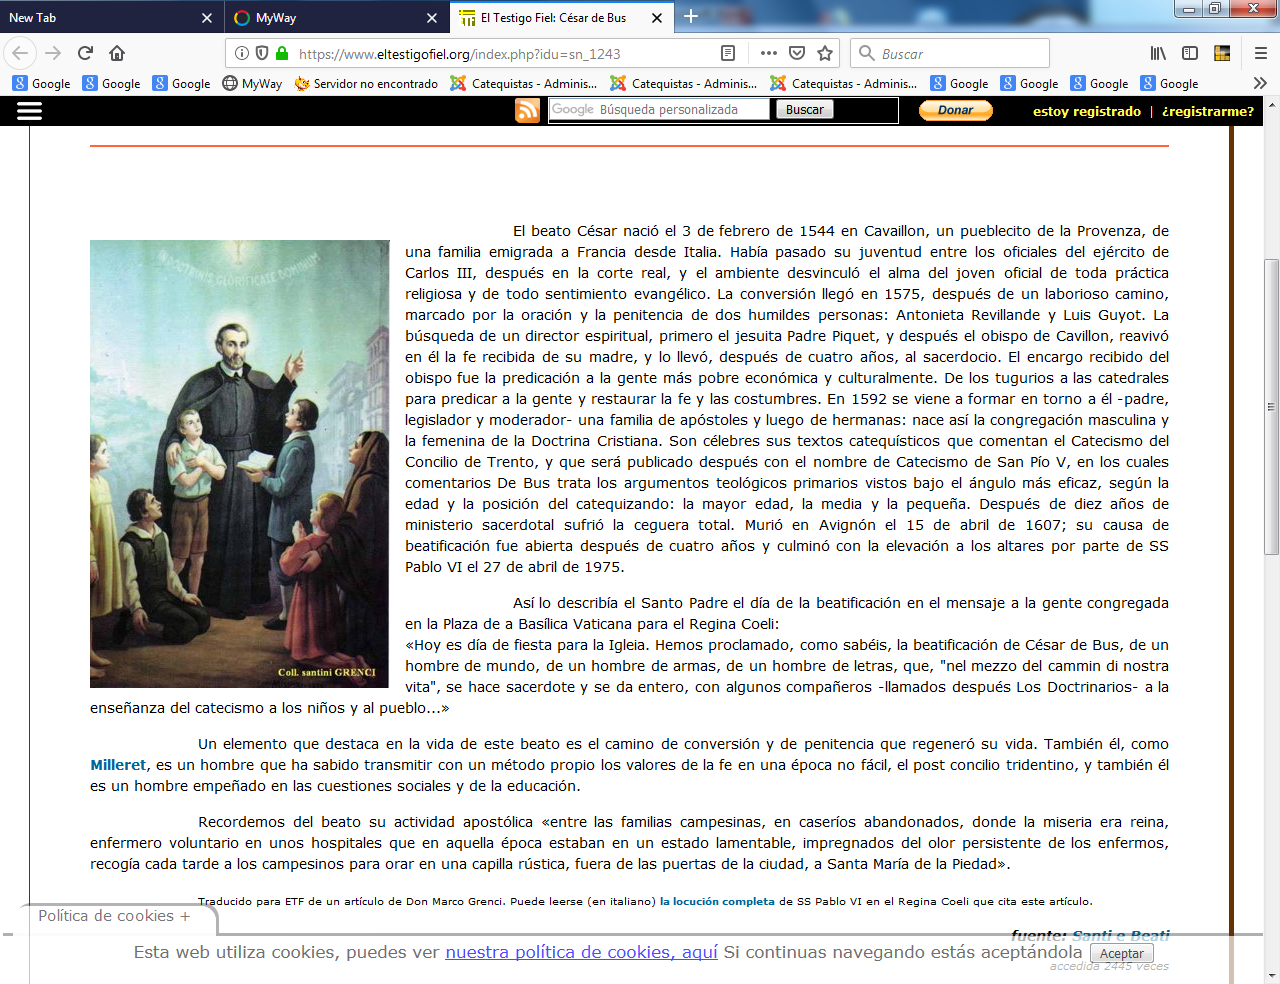 New Tab
MyWay
El Testigo Fiel: César de Bus
https://www.eltestigofiel.org/index.php?idu=sn_1243
Buscar
Google
Google
Google
MyWay
Servidor no encontrado
Catequistas - Adminis...
Catequistas - Adminis...
Catequistas - Adminis...
Google
Google
Google
Google
Google Búsqueda personalizada
Buscar
Donar
estoy registrado | ¿registrarme?
El beato César nació el 3 de febrero de 1544 en Cavaillon, un pueblecito de la Provenza, de
una familia emigrada a Francia desde Italia. Había pasado su juventud entre los oficiales del ejército de
Carlos III, después en la corte real, y el ambiente desvinculó el alma del joven oficial de toda práctica
religiosa y de todo sentimiento evangélico. La conversión llegó en 1575, después de un laborioso camino,
marcado por la oración y la penitencia de dos humildes personas: Antonieta Revillande y Luis Guyot. La
búsqueda de un director espiritual, primero el jesuita Padre Piquet, y después el obispo de Cavillon, reavivó
en él la fe recibida de su madre, y lo llevó, después de cuatro años, al sacerdocio. El encargo recibido del
obispo fue la predicación a la gente más pobre económica y culturalmente. De los tugurios a las catedrales
para predicar a la gente y restaurar la fe y las costumbres. En 1592 se viene a formar en torno a él -padre,
legislador y moderador- una familia de apóstoles y luego de hermanas: nace así la congregación masculina y
la femenina de la Doctrina Cristiana. Son célebres sus textos catequísticos que comentan el Catecismo del
Concilio de Trento, y que será publicado después con el nombre de Catecismo de San Pío V, en los cuales
comentarios De Bus trata los argumentos teológicos primarios vistos bajo el ángulo más eficaz, según la
edad y la posición del catequizando: la mayor edad, la media y la pequeña. Después de diez años de
ministerio sacerdotal sufrió la ceguera total. Murió en Avignón el 15 de abril de 1607; su causa de
beatificación fue abierta después de cuatro años y culminó con la elevación a los altares por parte de SS
Pablo VI el 27 de abril de 1975.
Coll. santini GRENCI
Así lo describía el Santo Padre el día de la beatificación en el mensaje a la gente congregada
en la Plaza de a Basílica Vaticana para el Regina Coeli:
«Hoy es día de fiesta para la Igleia. Hemos proclamado, como sabéis, la beatificación de César de Bus, de un
hombre de mundo, de un hombre de armas, de un hombre de letras, que, "nel mezzo del cammin di nostra
vita", se hace sacerdote y se da entero, con algunos compañeros -llamados después Los Doctrinarios- a la
enseñanza del catecismo a los niños y al pueblo...»
Un elemento que destaca en la vida de este beato es el camino de conversión y de penitencia que regeneró su vida. También él, como
Milleret, es un hombre que ha sabido transmitir con un método propio los valores de la fe en una época no fácil, el post concilio tridentino, y también él
es un hombre empeñado en las cuestiones sociales y de la educación.
Recordemos del beato su actividad apostólica «entre las familias campesinas, en caseríos abandonados, donde la miseria era reina,
enfermero voluntario en unos hospitales que en aquella época estaban en un estado lamentable, impregnados del olor persistente de los enfermos,
recogía cada tarde a los campesinos para orar en una capilla rústica, fuera de las puertas de la ciudad, a Santa María de la Piedad».
Traducido para ETF de un artículo de Don Marco Grenci. Puede leerse (en italiano) la locución completa de SS Pablo VI en el Regina Coeli que cita este artículo.
Política de cookies +
fuente: Santi e Beati
Esta web utiliza cookies, puedes ver nuestra política de cookies, aquí Si continuas navegando estás aceptándola Aceptar
accedida 2445 veces